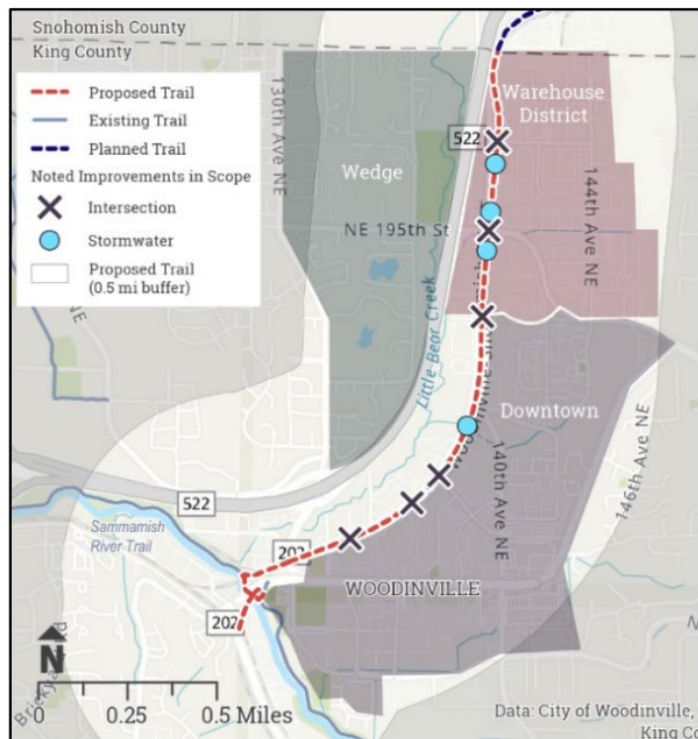 Snohomish County
King County
Proposed Trail
Existing Trail
Planned Trail
Noted Improvements in Scope
Intersection
Stormwater
Proposed Trail
(0.5 mi buffer)
130th Ave NE
Warehouse
District
522
Wedge
144th Ave NE
NE 195th St
Little Bear Creek
Downtown
140th Ave NE
146th Ave NE
522
Sammamish
River Trail
202
WOODINVILLE
202
N
0 0.25 0.5 Miles
Data: City of Woodinville,
King Co